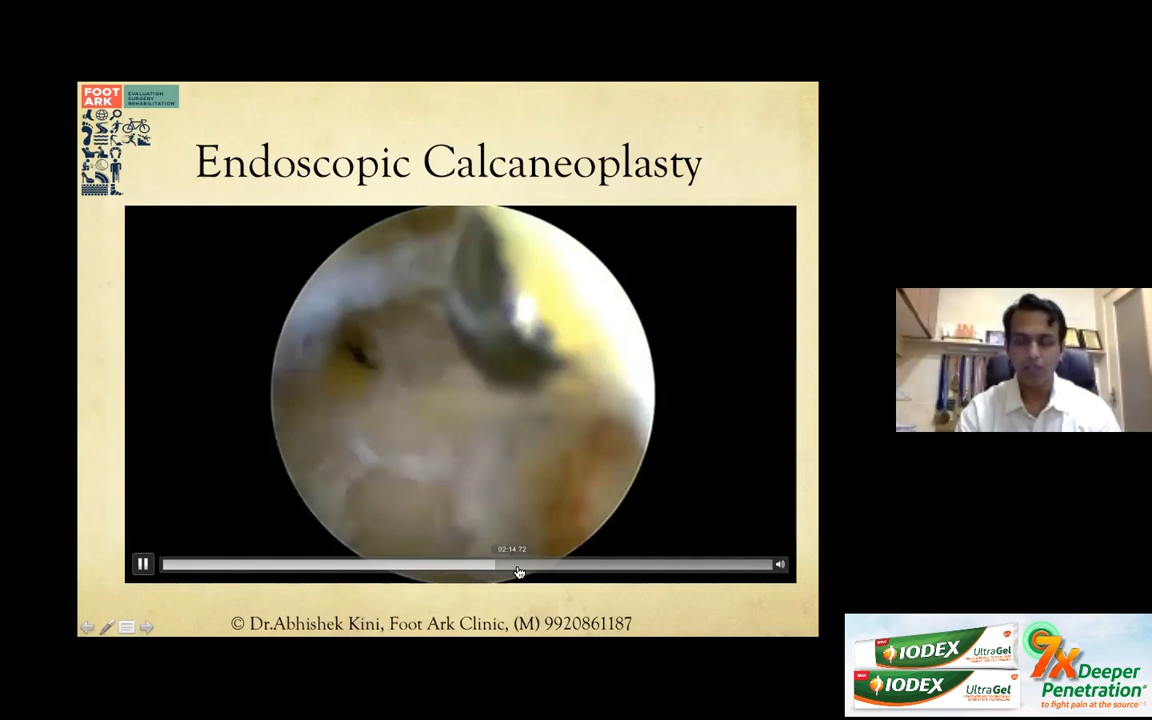 FOOT
ARK
EVALUATION
SURGERY
REHABILITATION
Endoscopic Calcaneoplasty
02:14.72
© Dr.Abhishek Kini, Foot Ark Clinic, (M) 9920861187
IODEX
UltraGel
IODEX
UltraGel
7X
Deeper
Penetration#
to fight pain at the source